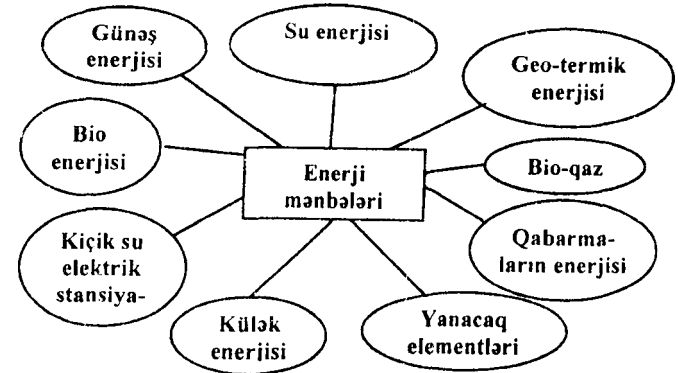 Günəş
enerjisi
Su enerjisi
Geo-termik
enerjisi
Bio
enerjisi
Enerji
mənbələri
Bio-qaz
Kiçik su
elektrik
stansiya-
Qabarma-
ların enerjisi
Külək
enerjisi
Yanacaq
elementləri